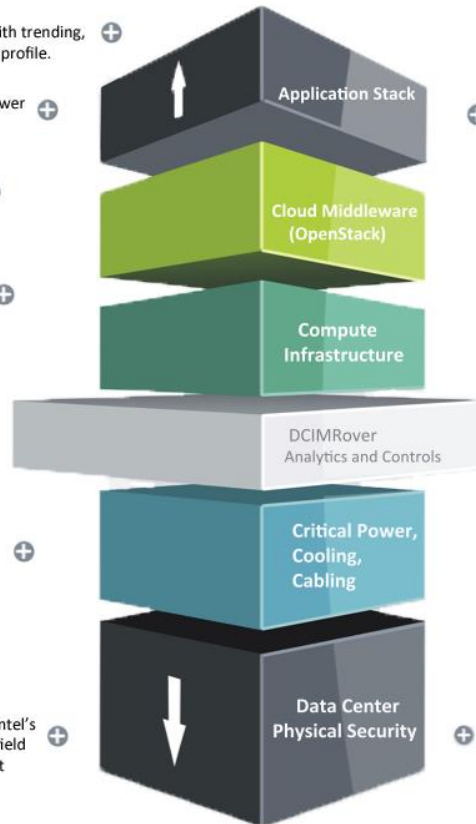 ith trending,
profile.
wer
Application Stack
Cloud Middleware
(OpenStack)
Compute
Infrastructure
DCIMRover
Analytics and Controls
Critical Power,
Cooling,
Cabling
Data Center
Physical Security
ntel's
ield
t